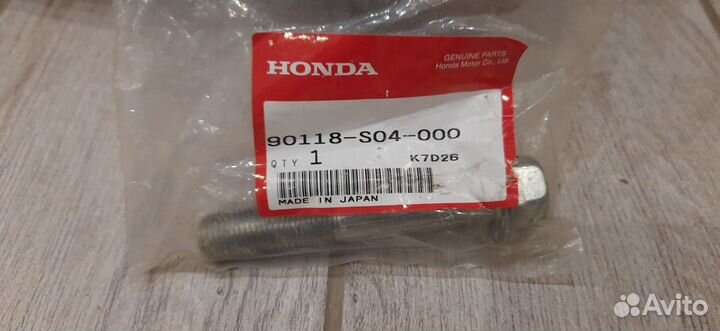 HONDA
GENUINE PARTS
Honda Motor Co., Ltd.
90118-S04-000
QTY 1 K7D26
MADE IN JAPAN
Avito